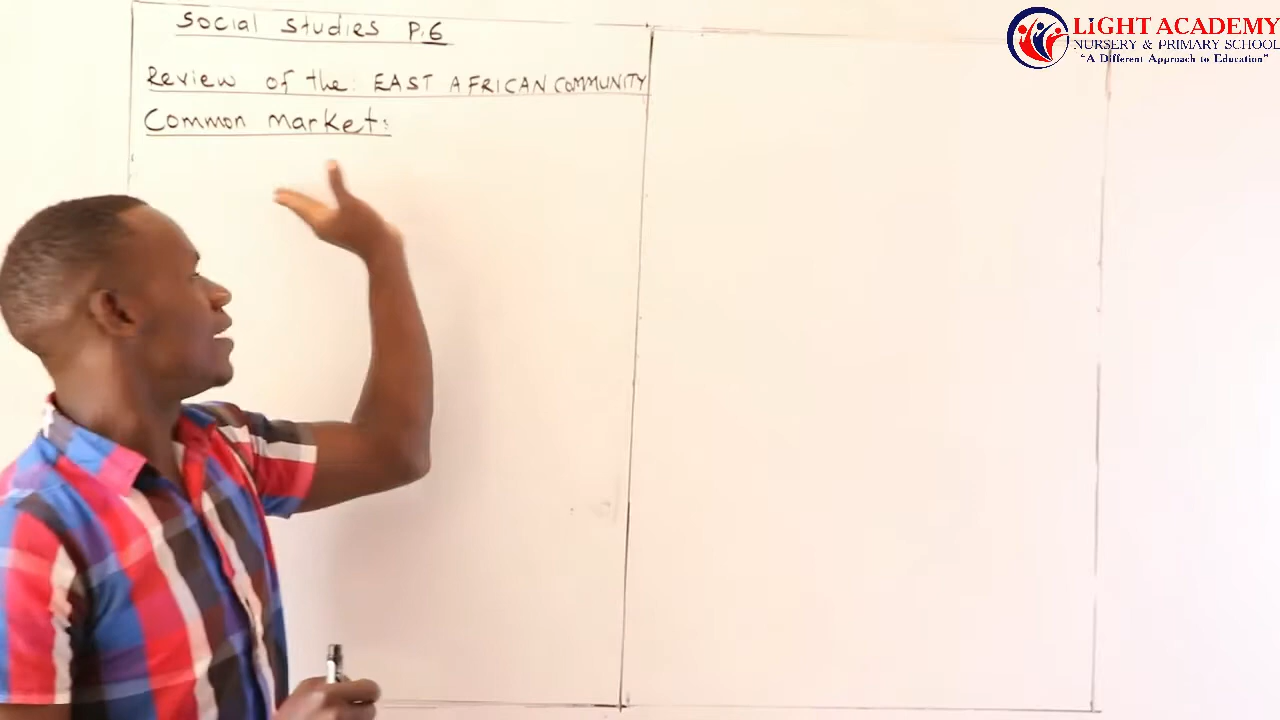 Social Studies P.6
Review of the: EAST AFRICAN COMMUNITY
Common market:
LIGHT ACADEMY
NURSERY & PRIMARY SCHOOL
"A Different Approach to Education"